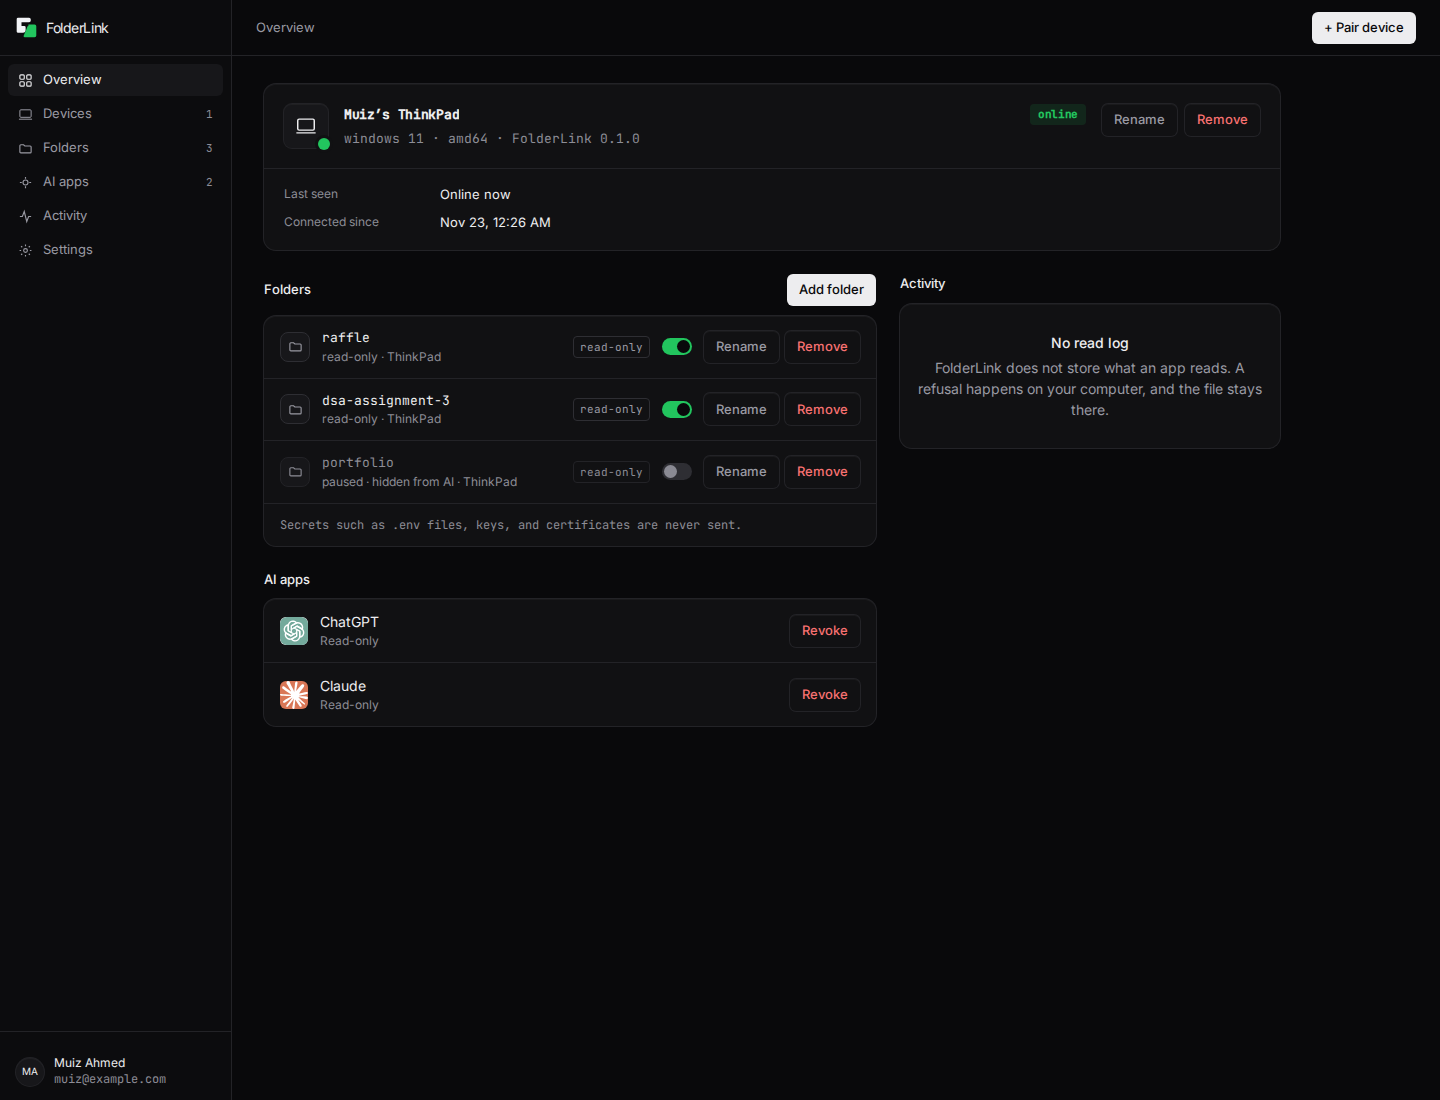 FolderLink
Overview
+ Pair device
Overview
Devices 1
Folders 3
AI apps 2
Activity
Settings
Muiz’s ThinkPad
windows 11 · amd64 · FolderLink 0.1.0
online
Rename
Remove
Last seen Online now
Connected since Nov 23, 12:26 AM
Folders
Add folder
raffle
read-only · ThinkPad
read-only
Rename
Remove
dsa-assignment-3
read-only · ThinkPad
read-only
Rename
Remove
portfolio
paused · hidden from AI · ThinkPad
read-only
Rename
Remove
Secrets such as .env files, keys, and certificates are never sent.
Activity
No read log
FolderLink does not store what an app reads. A
refusal happens on your computer, and the file stays
there.
AI apps
ChatGPT
Read-only
Revoke
Claude
Read-only
Revoke
MA
Muiz Ahmed
muiz@example.com